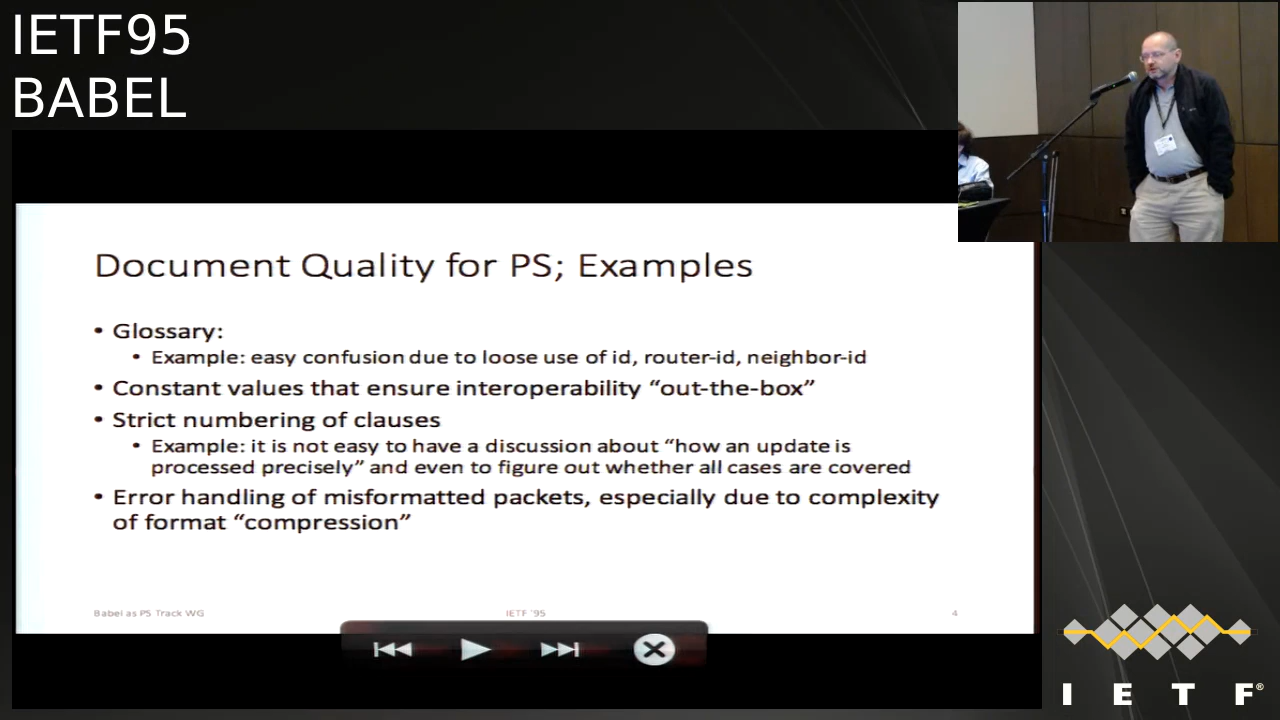 IETF95
BABEL
Document Quality for PS; Examples
• Glossary:
• Example: easy confusion due to loose use of id, router-id, neighbor-id
• Constant values that ensure interoperability “out-the-box”
• Strict numbering of clauses
• Example: it is not easy to have a discussion about “how an update is
processed precisely” and even to figure out whether all cases are covered
• Error handling of misformatted packets, especially due to complexity
of format “compression”
Babel as PS Track WG
IETF '95
4
I E T F®